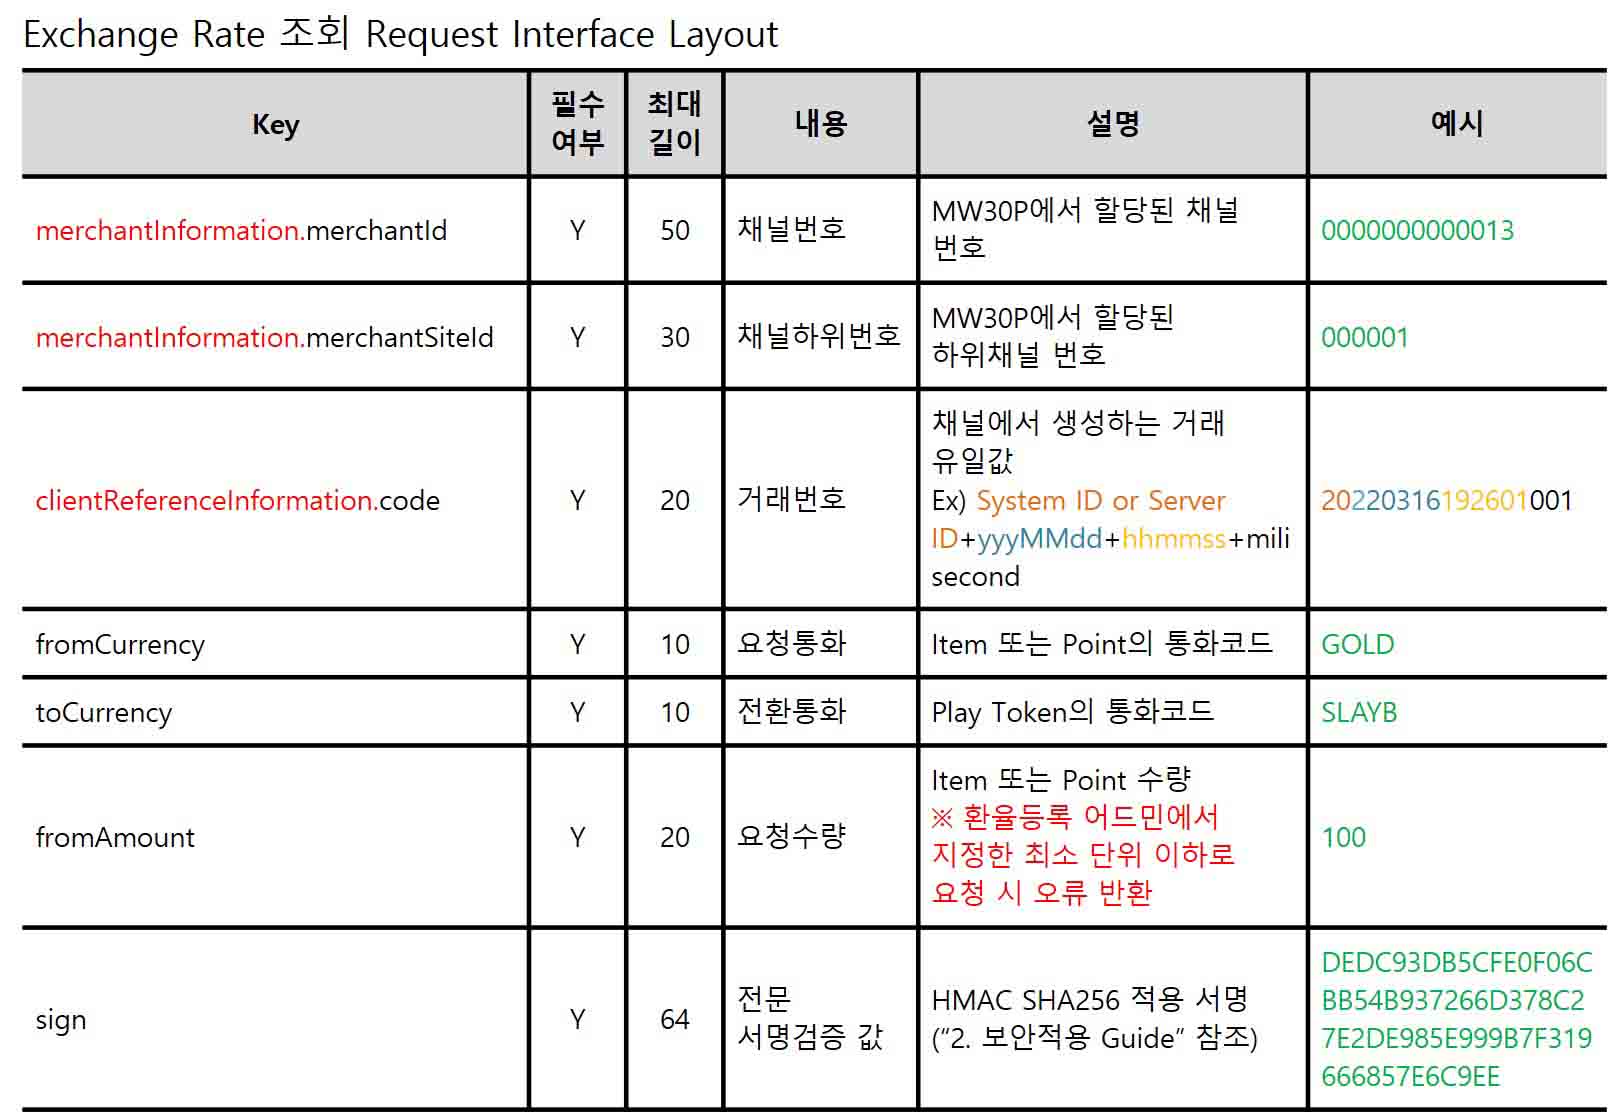 Exchange Rate 조회 Request Interface Layout
Key
필수
여부
최대
길이
내용
설명
예시
merchantInformation.merchantId
Y
50
채널번호
MW30P에서 할당된 채널
번호
0000000000013
merchantInformation.merchantSiteId
Y
30
채널하위번호
MW30P에서 할당된
하위채널 번호
000001
clientReferenceInformation.code
Y
20
거래번호
채널에서 생성하는 거래
유일값
Ex) System ID or Server
ID+yyyMMdd+hhmmss+mili
second
20220316192601001
fromCurrency
Y
10
요청통화
Item 또는 Point의 통화코드
GOLD
toCurrency
Y
10
전환통화
Play Token의 통화코드
SLAYB
fromAmount
Y
20
요청수량
Item 또는 Point 수량
※ 환율등록 어드민에서
지정한 최소 단위 이하로
요청 시 오류 반환
100
sign
Y
64
전문
서명검증 값
HMAC SHA256 적용 서명
(“2. 보안적용 Guide” 참조)
DEDC93DB5CFE0F06C
BB54B937266D378C2
7E2DE985E999B7F319
666857E6C9EE